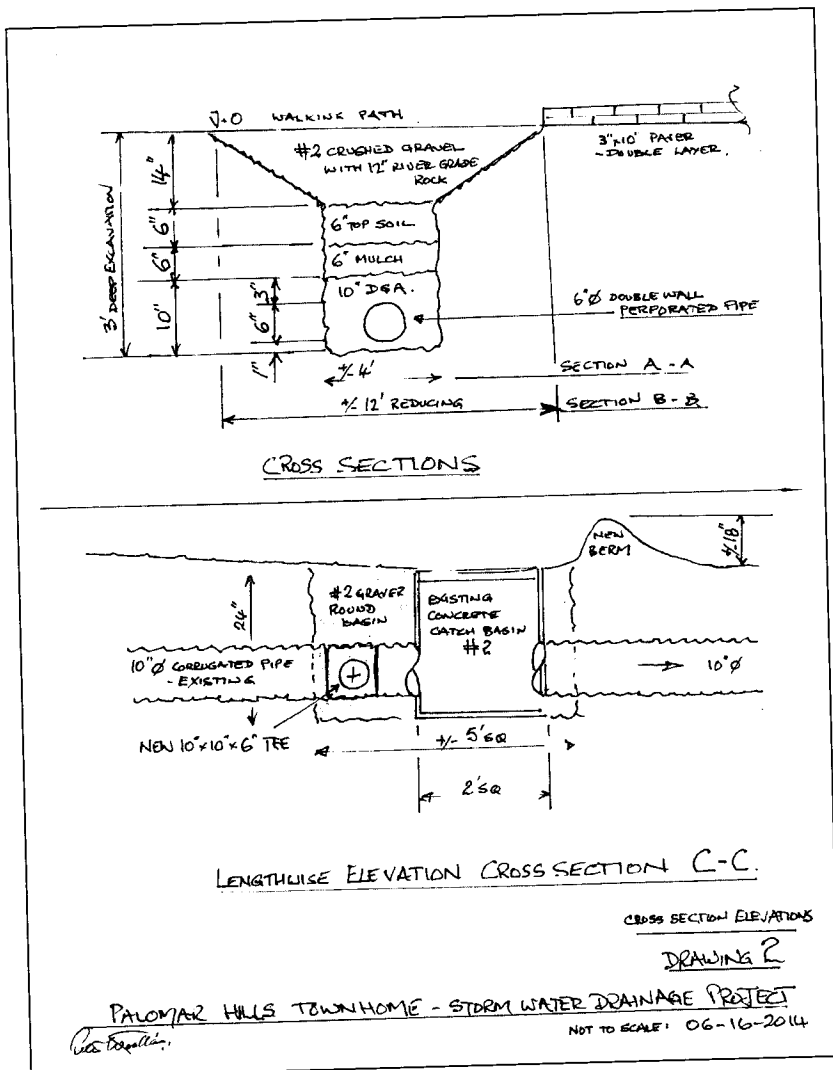 ∇+0 WALKING PATH
#2 CRUSHED GRAVEL
WITH 12" RIVER GRADE
ROCK
3"x10' PAVER
- DOUBLE LAYER.
3' DEEP EXCAVATION
14"
6"
6"
10"
6" TOP SOIL
6" MULCH
10" DGA.
3"
6"
1"
6"Ø DOUBLE WALL
PERFORATED PIPE
+/- 4'
SECTION A - A
+/- 12' REDUCING
SECTION B - B
CROSS SECTIONS
NEW
BERM
+/- 18"
24"
#2 GRAVEL
ROUND
BASIN
EXISTING
CONCRETE
CATCH BASIN
#2
10"Ø CORRUGATED PIPE
- EXISTING
10"Ø
NEW 10"x10"x6" TEE
+/- 5'SQ
2'SQ
LENGTHWISE ELEVATION CROSS SECTION C-C.
CROSS SECTION ELEVATIONS
DRAWING 2
PALOMAR HILLS TOWNHOME - STORM WATER DRAINAGE PROJECT
NOT TO SCALE: 06-16-2014